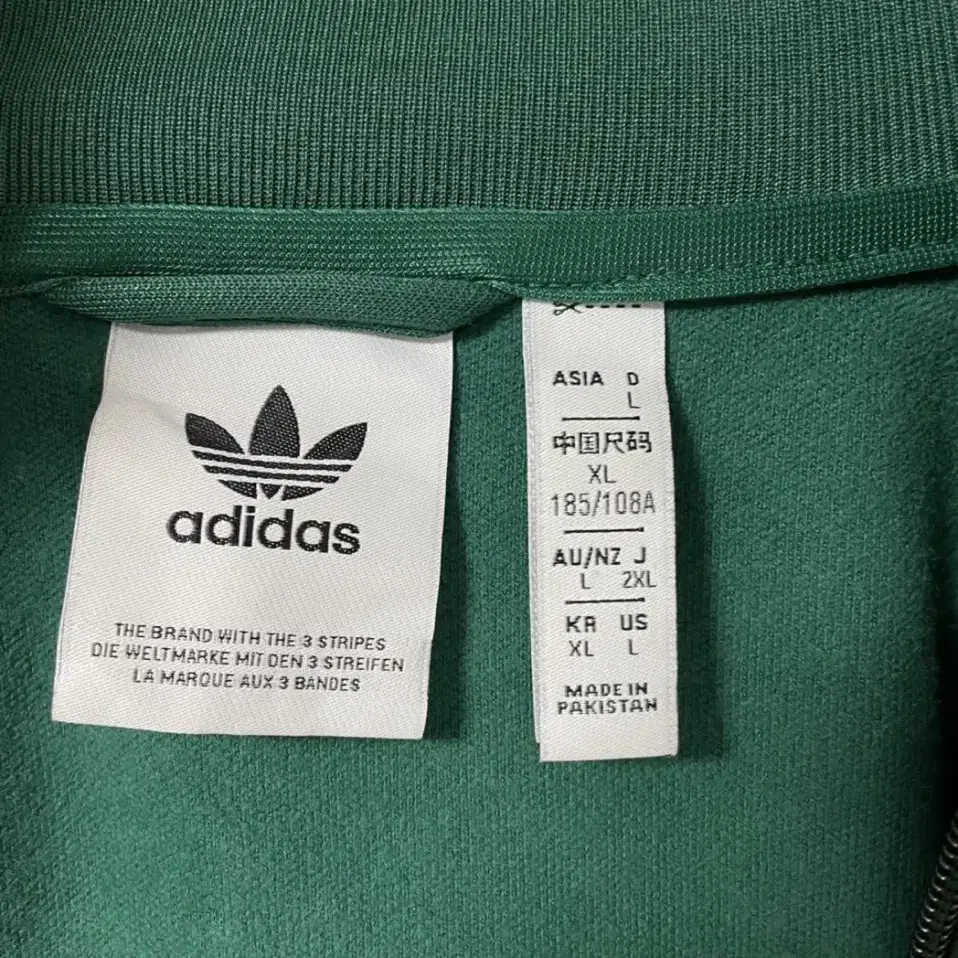 adidas
THE BRAND WITH THE 3 STRIPES
DIE WELTMARKE MIT DEN 3 STREIFEN
LA MARQUE AUX 3 BANDES
ASIA D
L
中国尺码
XL
185/108A
AU/NZ J
L 2XL
KR US
XL L
MADE IN
PAKISTAN